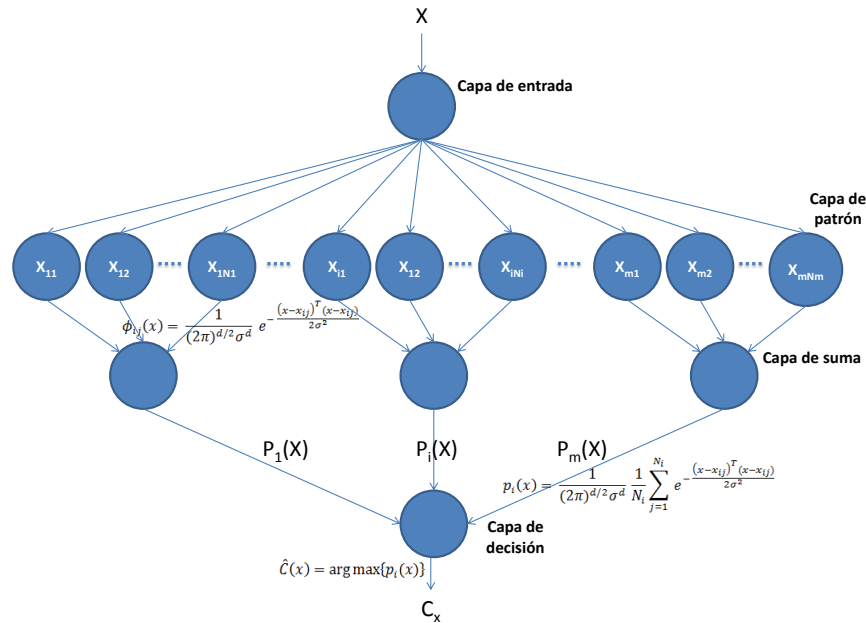 X
Capa de entrada
Capa de
patrón
X11 X12 ..... X1N1 ..... Xi1 X12 ..... XiNi ..... Xm1 Xm2 ..... XmNm
ϕij(x) = 1/((2π)^{d/2}σ^d) e^{-((x-xij)^T(x-xij))/(2σ^2)}
Capa de suma
P1(X) Pi(X) Pm(X)
pi(x) = 1/((2π)^{d/2}σ^d) 1/Ni ∑_{j=1}^{Ni} e^{-((x-xij)^T(x-xij))/(2σ^2)}
Capa de
decisión
Ĉ(x) = arg max{pi(x)}
Cx